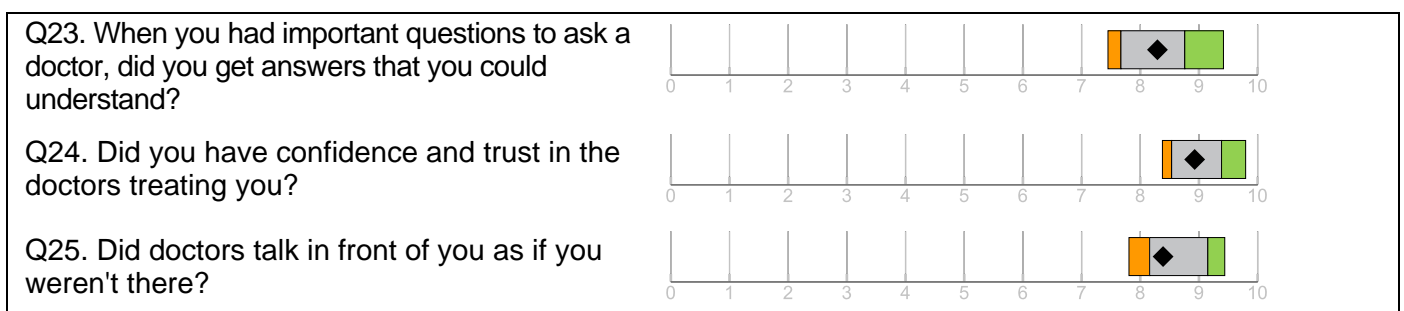 Q23. When you had important questions to ask a
doctor, did you get answers that you could
understand?
0 1 2 3 4 5 6 7 8 9 10
Q24. Did you have confidence and trust in the
doctors treating you?
0 1 2 3 4 5 6 7 8 9 10
Q25. Did doctors talk in front of you as if you
weren't there?
0 1 2 3 4 5 6 7 8 9 10